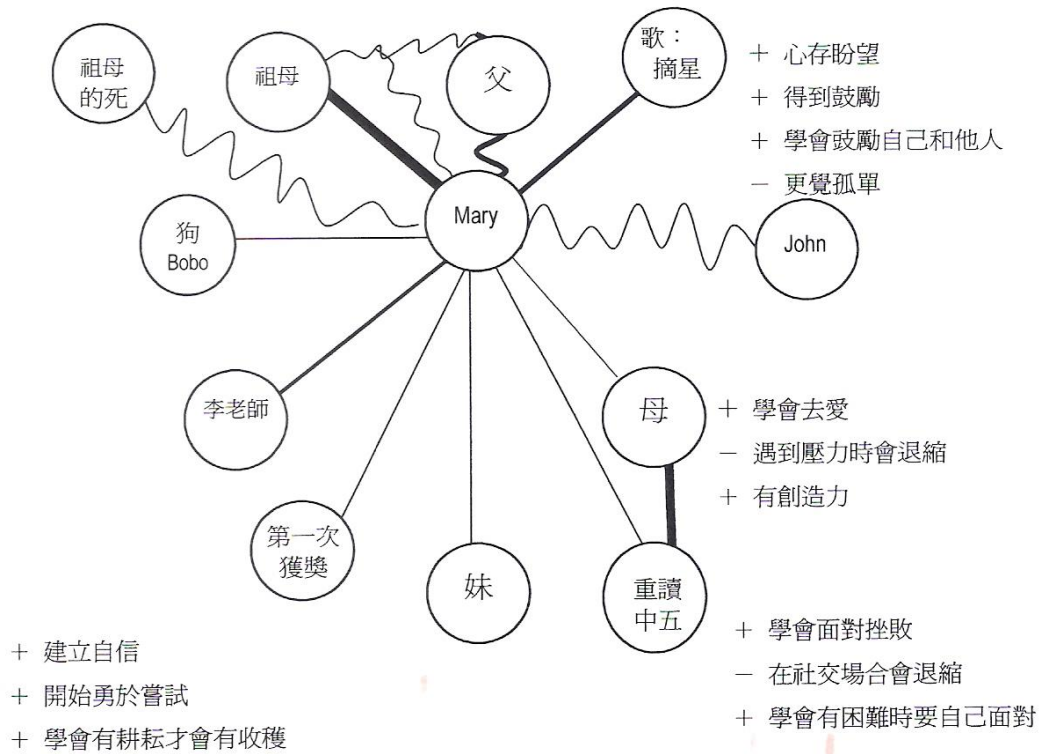 祖母
的死
祖母
父
歌：
摘星
＋ 心存盼望
＋ 得到鼓勵
＋ 學會鼓勵自己和他人
－ 更覺孤單
Mary
狗
Bobo
John
李老師
母
＋ 學會去愛
－ 遇到壓力時會退縮
＋ 有創造力
第一次
獲獎
妹
重讀
中五
＋ 學會面對挫敗
－ 在社交場合會退縮
＋ 學會有困難時要自己面對
＋ 建立自信
＋ 開始勇於嘗試
＋ 學會有耕耘才會有收穫